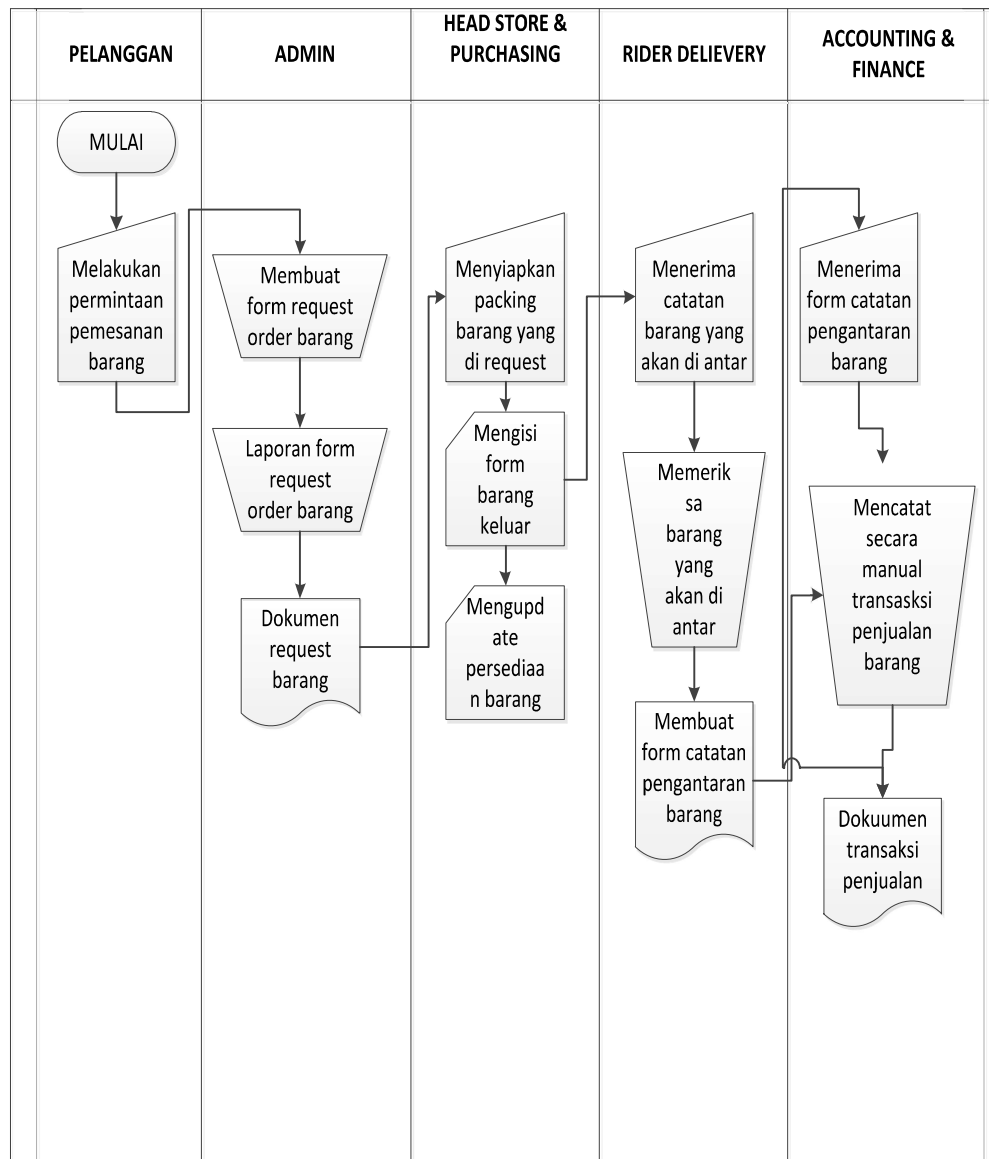 PELANGGAN
ADMIN
HEAD STORE &
PURCHASING
RIDER DELIEVERY
ACCOUNTING &
FINANCE
MULAI
Melakukan
permintaan
pemesanan
barang
Membuat
form request
order barang
Laporan form
request
order barang
Dokumen
request
barang
Menyiapkan
packing
barang yang
di request
Mengisi
form
barang
keluar
Mengupd
ate
persediaa
n barang
Menerima
catatan
barang yang
akan di antar
Memerik
sa
barang
yang
akan di
antar
Membuat
form catatan
pengantaran
barang
Menerima
form catatan
pengantaran
barang
Mencatat
secara
manual
transasksi
penjualan
barang
Dokuumen
transaksi
penjualan